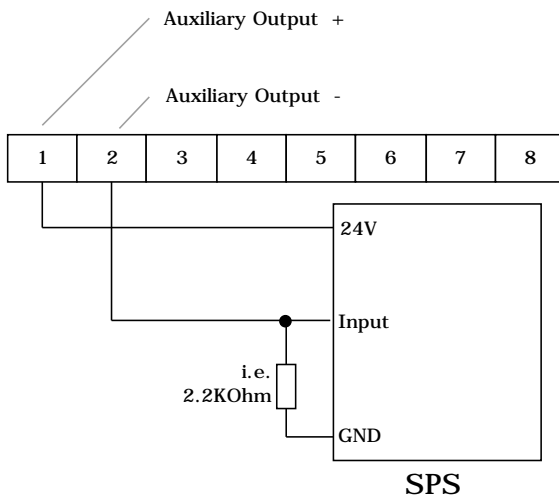 Auxiliary Output +
Auxiliary Output -
1 2 3 4 5 6 7 8
24V
Input
i.e.
2.2KOhm
GND
SPS